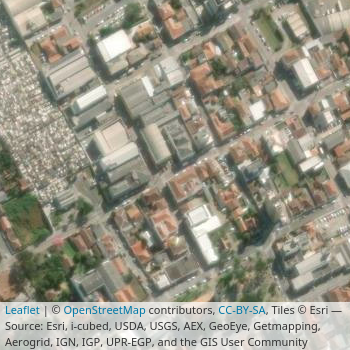 Leaflet | © OpenStreetMap contributors, CC-BY-SA, Tiles © Esri —
Source: Esri, i-cubed, USDA, USGS, AEX, GeoEye, Getmapping,
Aerogrid, IGN, IGP, UPR-EGP, and the GIS User Community